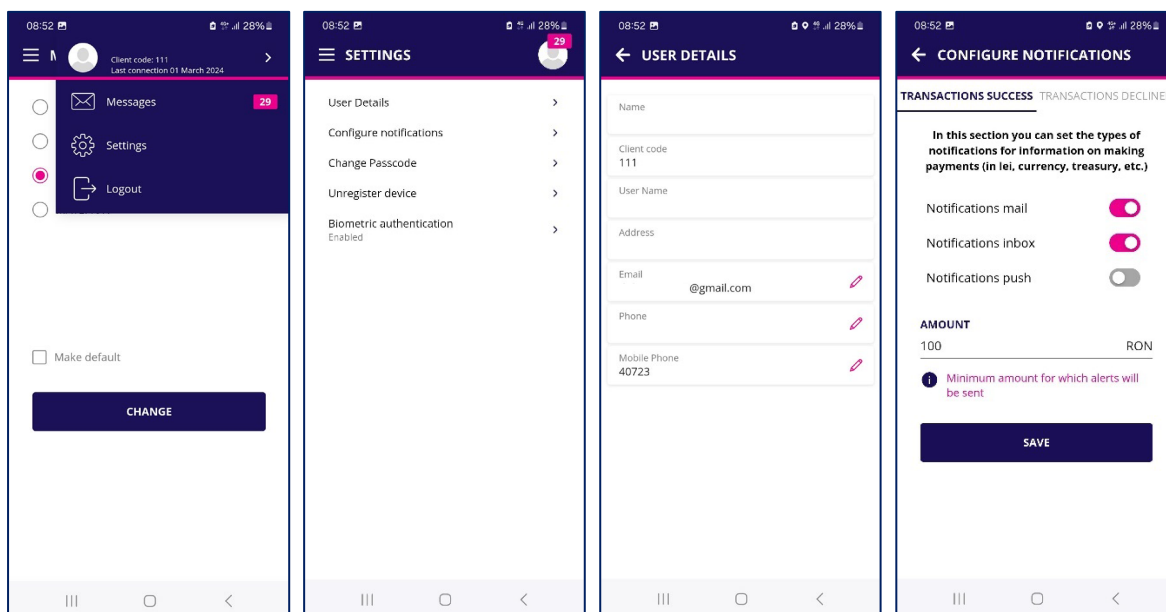 08:52
28%
M
Client code: 111
Last connection 01 March 2024
Messages
29
Settings
Logout
Make default
CHANGE
08:52
28%
29
SETTINGS
User Details
Configure notifications
Change Passcode
Unregister device
Biometric authentication
Enabled
08:52
28%
USER DETAILS
Name
Client code
111
User Name
Address
Email
@gmail.com
Phone
Mobile Phone
40723
08:52
28%
CONFIGURE NOTIFICATIONS
TRANSACTIONS SUCCESS TRANSACTIONS DECLINE
In this section you can set the types of
notifications for information on making
payments (in lei, currency, treasury, etc.)
Notifications mail
Notifications inbox
Notifications push
AMOUNT
100 RON
Minimum amount for which alerts will
be sent
SAVE